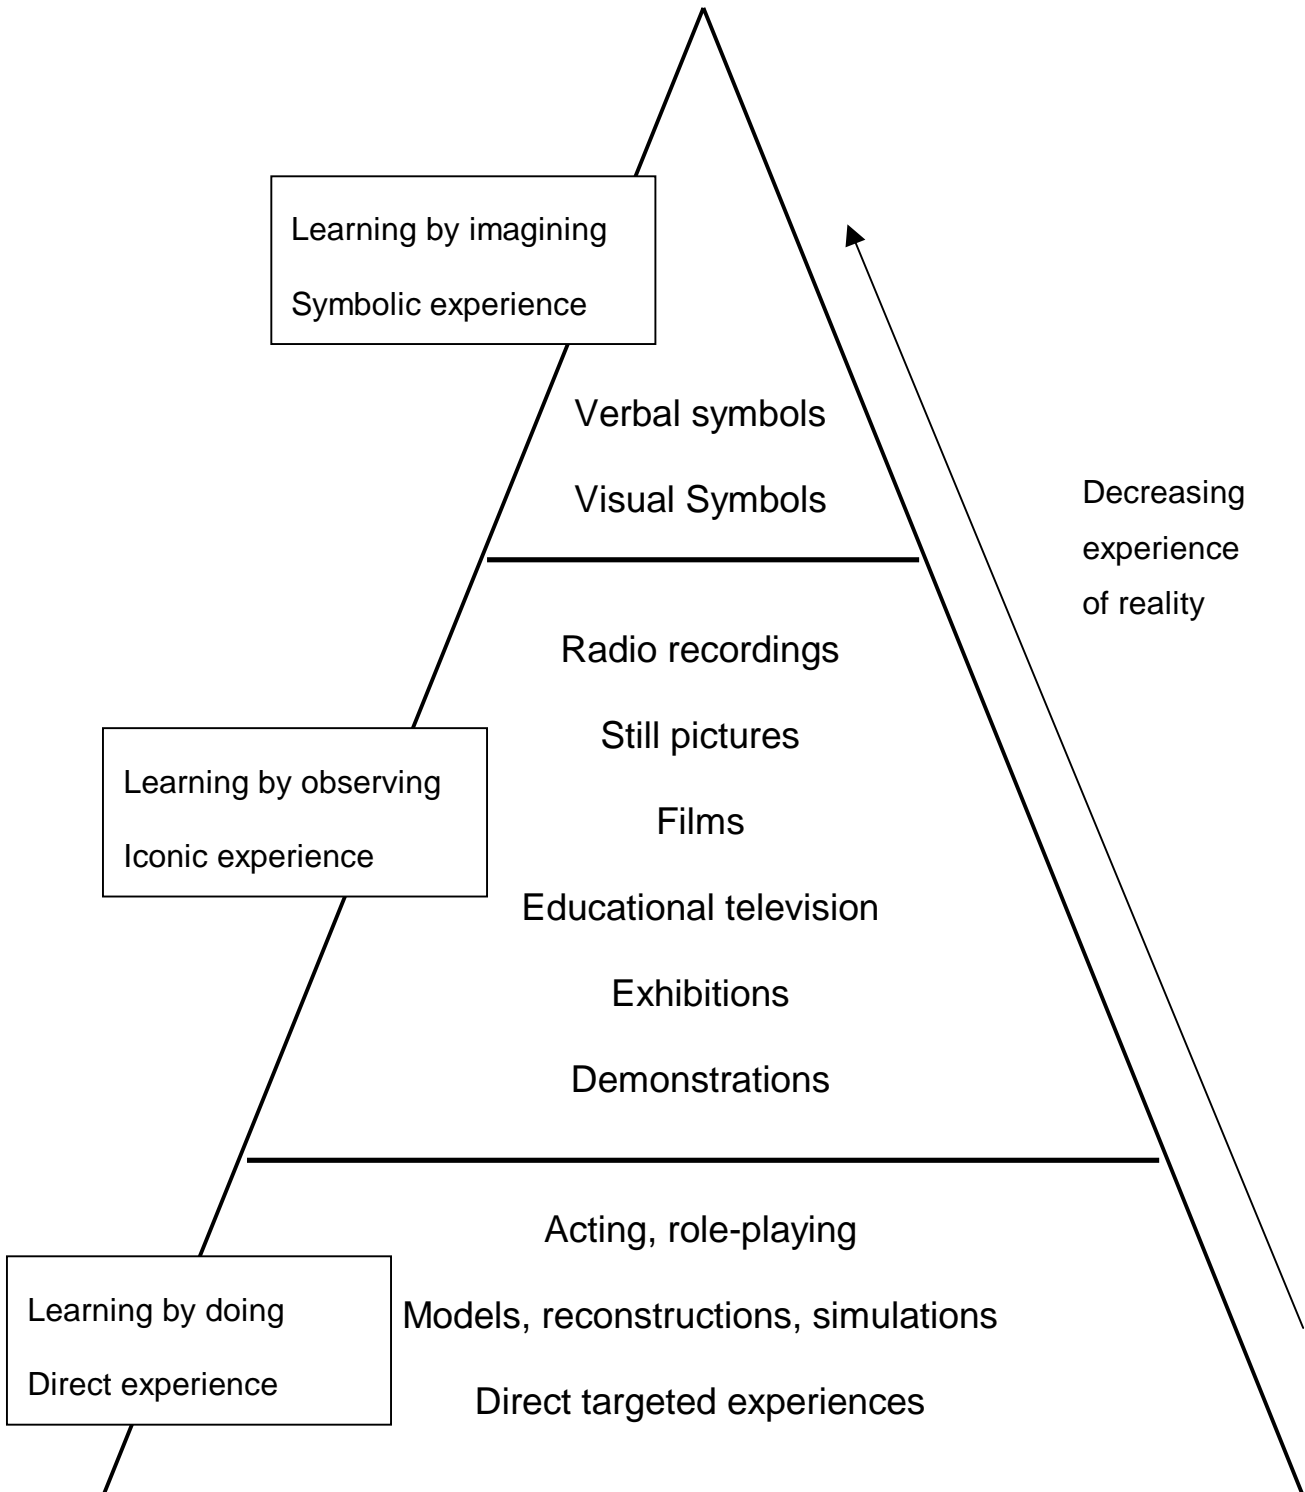 Learning by imagining
Symbolic experience
Verbal symbols
Visual Symbols
Decreasing
experience
of reality
Radio recordings
Still pictures
Films
Educational television
Exhibitions
Demonstrations
Learning by observing
Iconic experience
Acting, role-playing
Models, reconstructions, simulations
Direct targeted experiences
Learning by doing
Direct experience